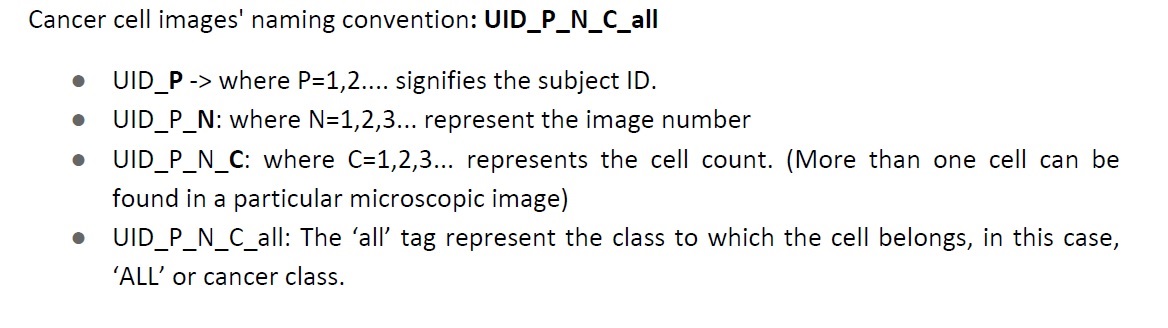 Cancer cell images' naming convention: UID_P_N_C_all
● UID_P -> where P=1,2.... signifies the subject ID.
● UID_P_N: where N=1,2,3... represent the image number
● UID_P_N_C: where C=1,2,3... represents the cell count. (More than one cell can be
found in a particular microscopic image)
● UID_P_N_C_all: The ‘all’ tag represent the class to which the cell belongs, in this case,
‘ALL’ or cancer class.